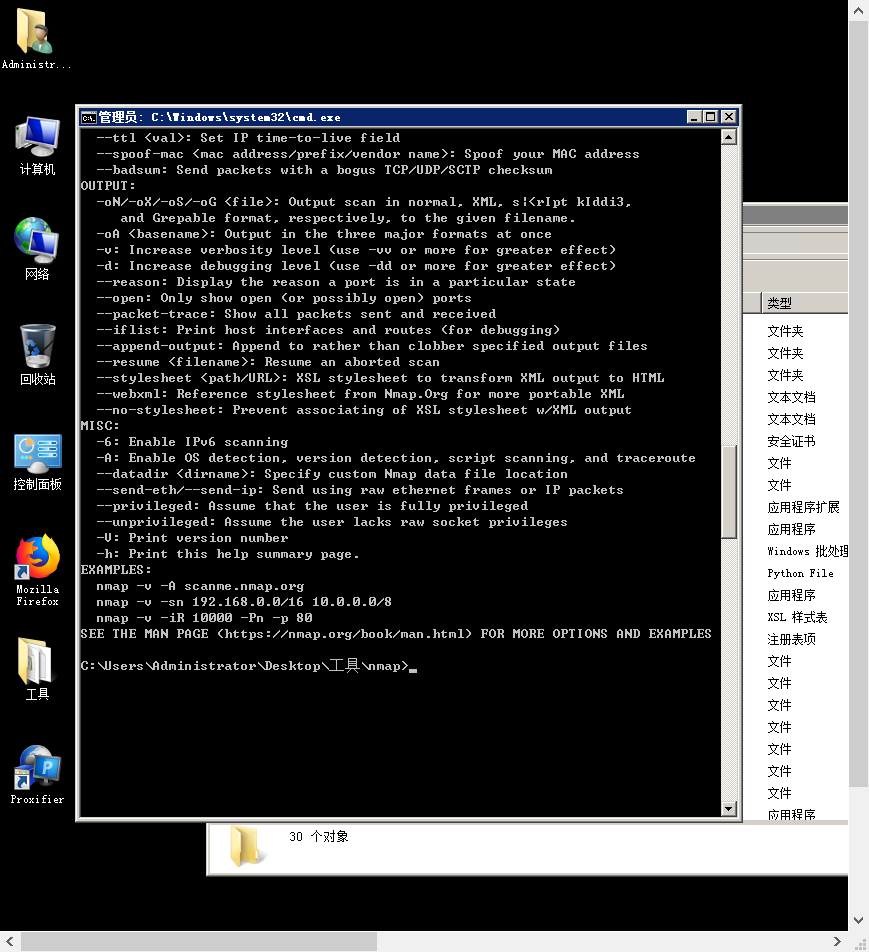 Administr...
计算机
网络
回收站
控制面板
Mozilla
Firefox
工具
Proxifier
管理员: C:\Windows\system32\cmd.exe
--ttl <val>: Set IP time-to-live field
--spoof-mac <mac address/prefix/vendor name>: Spoof your MAC address
--badsum: Send packets with a bogus TCP/UDP/SCTP checksum
OUTPUT:
-oN/-oX/-oS/-oG <file>: Output scan in normal, XML, s|<rIpt kIddi3,
and Grepable format, respectively, to the given filename.
-oA <basename>: Output in the three major formats at once
-v: Increase verbosity level (use -vv or more for greater effect)
-d: Increase debugging level (use -dd or more for greater effect)
--reason: Display the reason a port is in a particular state
--open: Only show open (or possibly open) ports
--packet-trace: Show all packets sent and received
--iflist: Print host interfaces and routes (for debugging)
--append-output: Append to rather than clobber specified output files
--resume <filename>: Resume an aborted scan
--stylesheet <path/URL>: XSL stylesheet to transform XML output to HTML
--webxml: Reference stylesheet from Nmap.Org for more portable XML
--no-stylesheet: Prevent associating of XSL stylesheet w/XML output
MISC:
-6: Enable IPv6 scanning
-A: Enable OS detection, version detection, script scanning, and traceroute
--datadir <dirname>: Specify custom Nmap data file location
--send-eth/--send-ip: Send using raw ethernet frames or IP packets
--privileged: Assume that the user is fully privileged
--unprivileged: Assume the user lacks raw socket privileges
-V: Print version number
-h: Print this help summary page.
EXAMPLES:
nmap -v -A scanme.nmap.org
nmap -v -sn 192.168.0.0/16 10.0.0.0/8
nmap -v -iR 10000 -Pn -p 80
SEE THE MAN PAGE (https://nmap.org/book/man.html) FOR MORE OPTIONS AND EXAMPLES
C:\Users\Administrator\Desktop\工具\nmap>
类型
文件夹
文件夹
文件夹
文本文档
文本文档
安全证书
文件
文件
应用程序扩展
应用程序
Windows 批处理
Python File
应用程序
XSL 样式表
注册表项
文件
文件
文件
文件
文件
文件
文件
应用程序
30 个对象